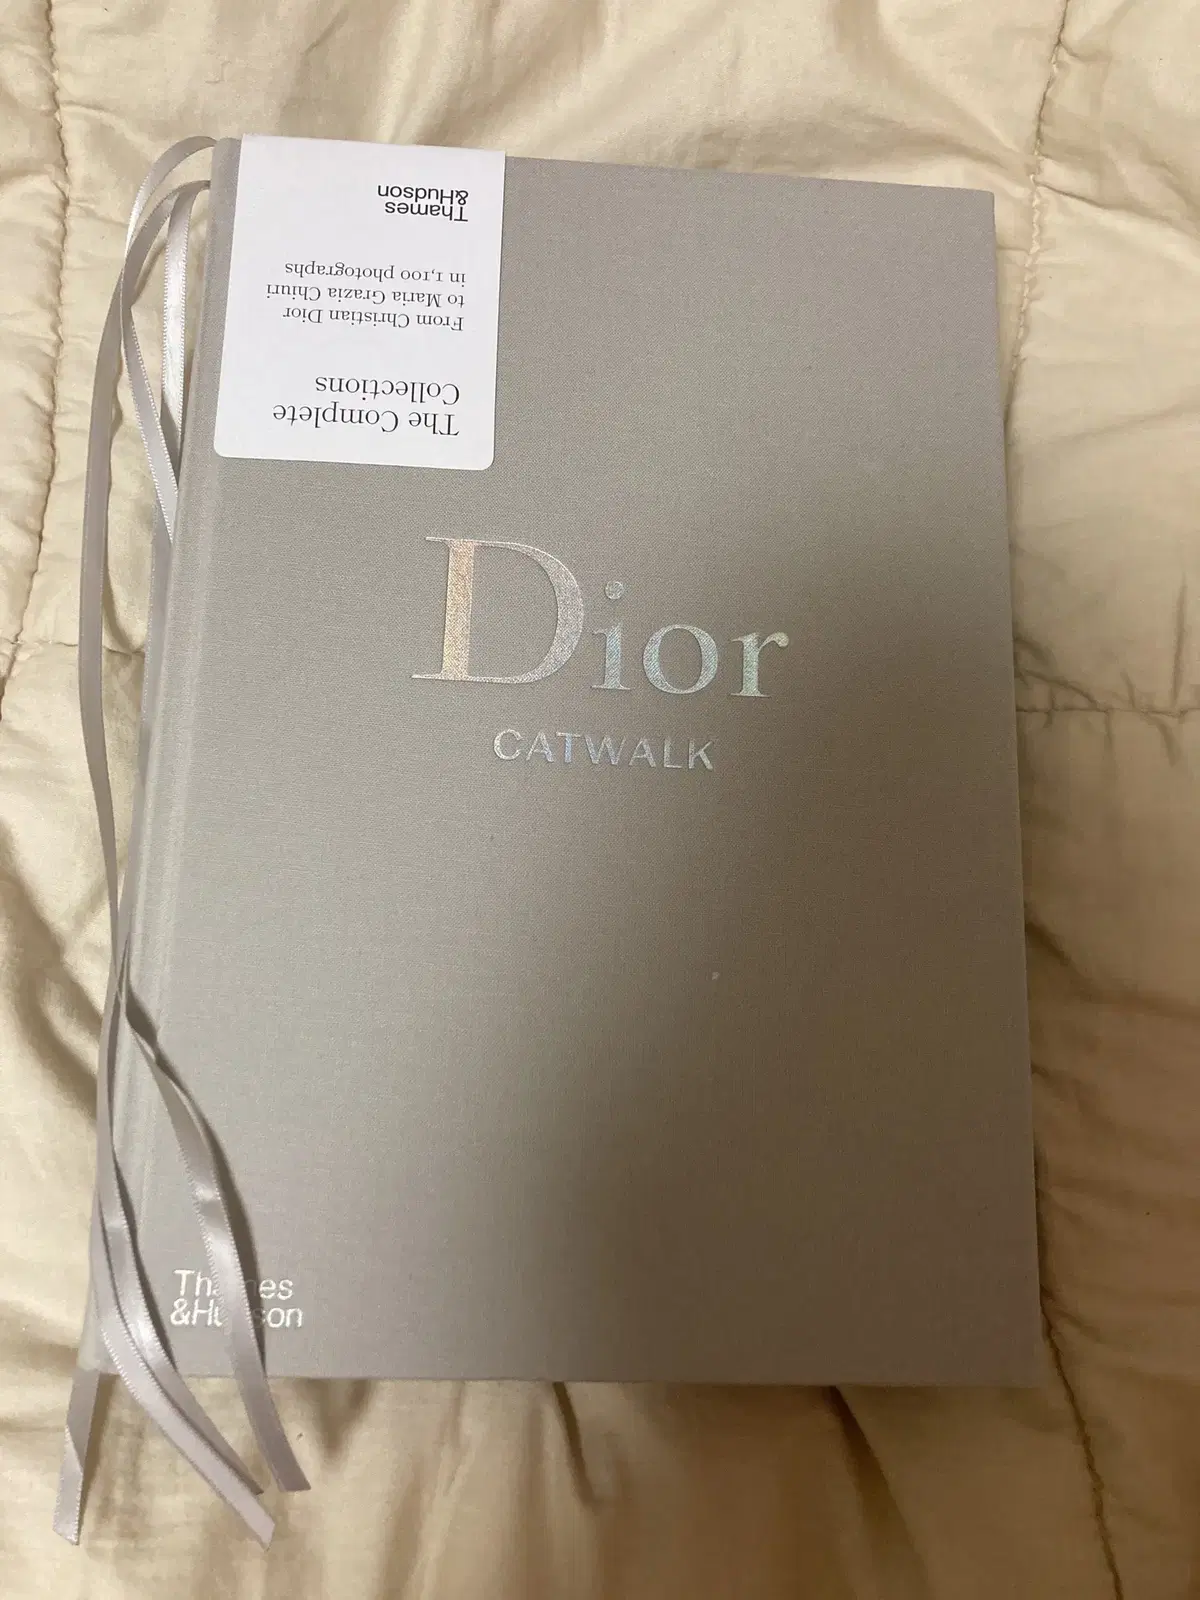 Dior
CATWALK
Thames
&Hudson
The Complete
Collections
From Christian Dior
to Maria Grazia Chiuri
in 1,100 photographs
Thames
&Hudson